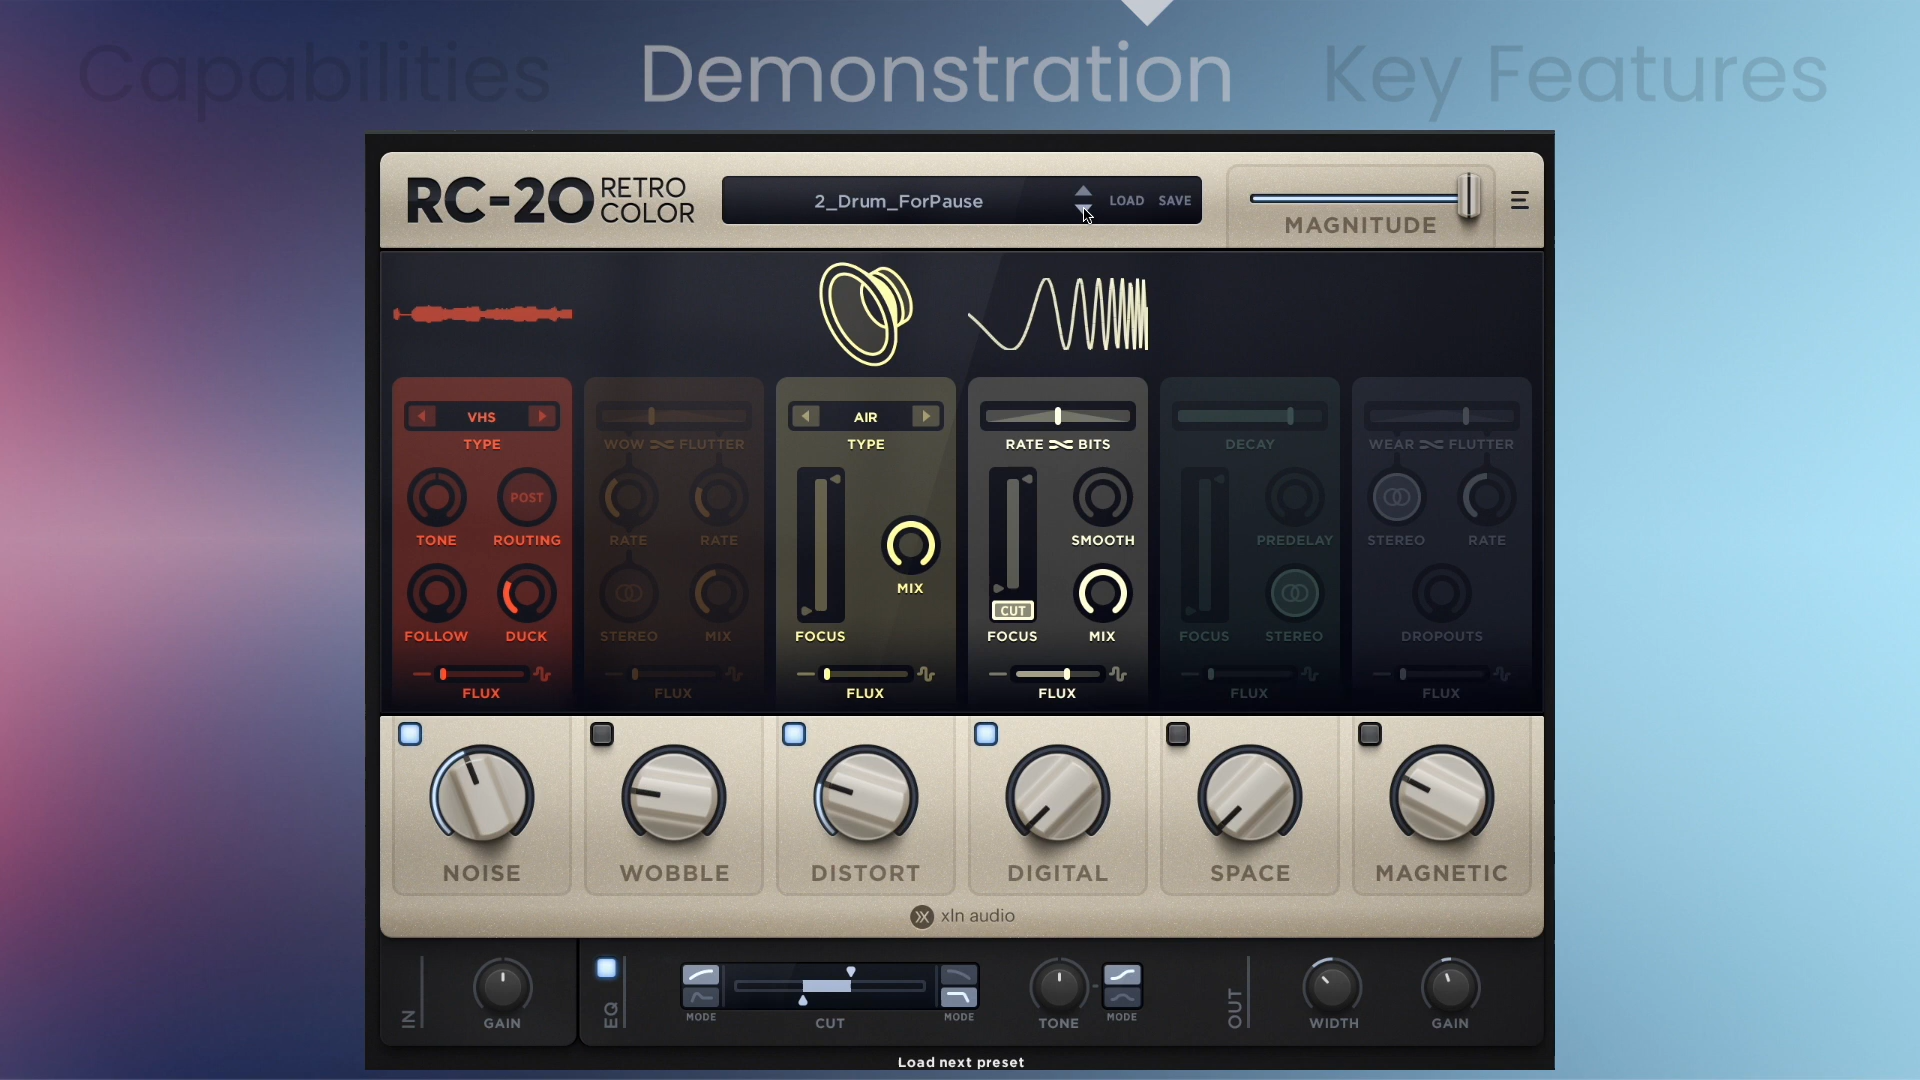 Capabilities Demonstration Key Features
RC-20 RETRO COLOR
2_Drum_ForPause LOAD SAVE
MAGNITUDE
VHS AIR
TYPE WOW FLUTTER TYPE RATE BITS DECAY WEAR FLUTTER
POST
TONE ROUTING RATE RATE SMOOTH PREDELAY STEREO RATE
MIX
CUT
FOLLOW DUCK STEREO MIX FOCUS FOCUS MIX FOCUS STEREO DROPOUTS
FLUX FLUX FLUX FLUX FLUX FLUX
NOISE WOBBLE DISTORT DIGITAL SPACE MAGNETIC
xln audio
IN GAIN EQ MODE CUT MODE TONE MODE OUT WIDTH GAIN
Load next preset